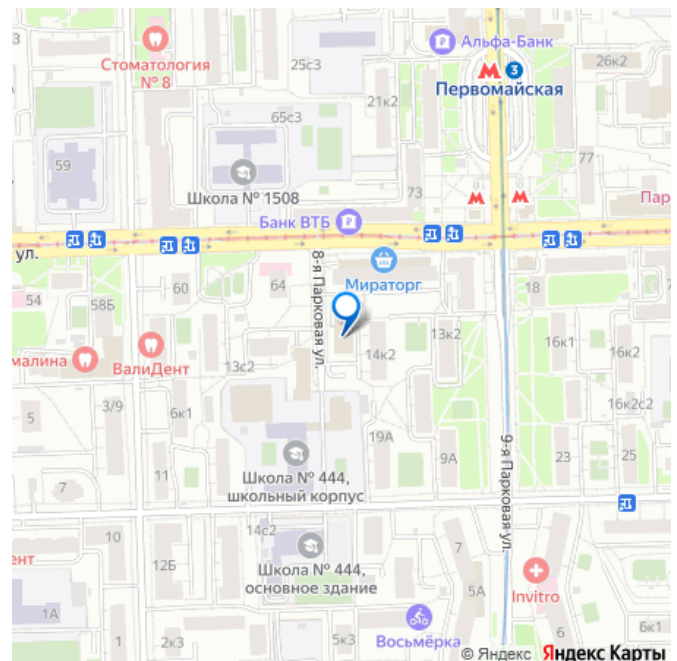 Альфа-Банк
Стоматология
№ 8
25с3
3
26к2
Первомайская
21к2
65с3
59
77
Школа № 1508
73
Пар
Банк ВТБ
ул.
8-я Парковая ул.
Мираторг
54
58Б
60
64
18
13к2
малина
ВалиДент
13с2
14к2
16к1
16к2
3/9
6к1
16к2с2
5
19А
9-я Парковая ул.
Школа № 444,
школьный корпус
9А
23
25
11
7
10
14с2
ент
12Б
Школа № 444,
основное здание
7
5А
Invitro
1А
1
2к3
5к3
Восьмёрка
6
6к1
© Яндекс Яндекс Карты